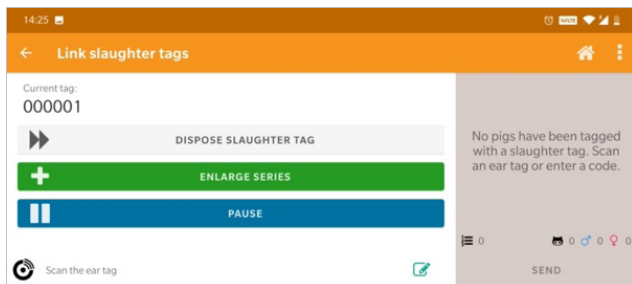 14:25
Link slaughter tags
Current tag:
000001
DISPOSE SLAUGHTER TAG
ENLARGE SERIES
PAUSE
Scan the ear tag
No pigs have been tagged
with a slaughter tag. Scan
an ear tag or enter a code.
0 0 0 0
SEND